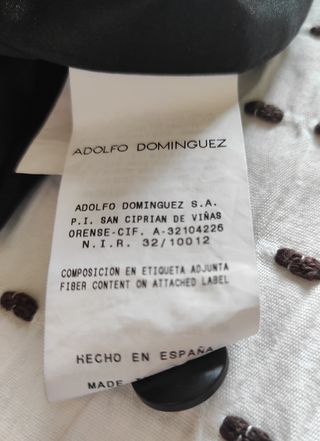 ADOLFO DOMINGUEZ
ADOLFO DOMINGUEZ S.A.
P.I. SAN CIPRIAN DE VIÑAS
ORENSE-CIF. A-32104226
N.I.R. 32/10012
COMPOSICIÓN EN ETIQUETA ADJUNTA
FIBER CONTENT ON ATTACHED LABEL
HECHO EN ESPAÑA
MADE